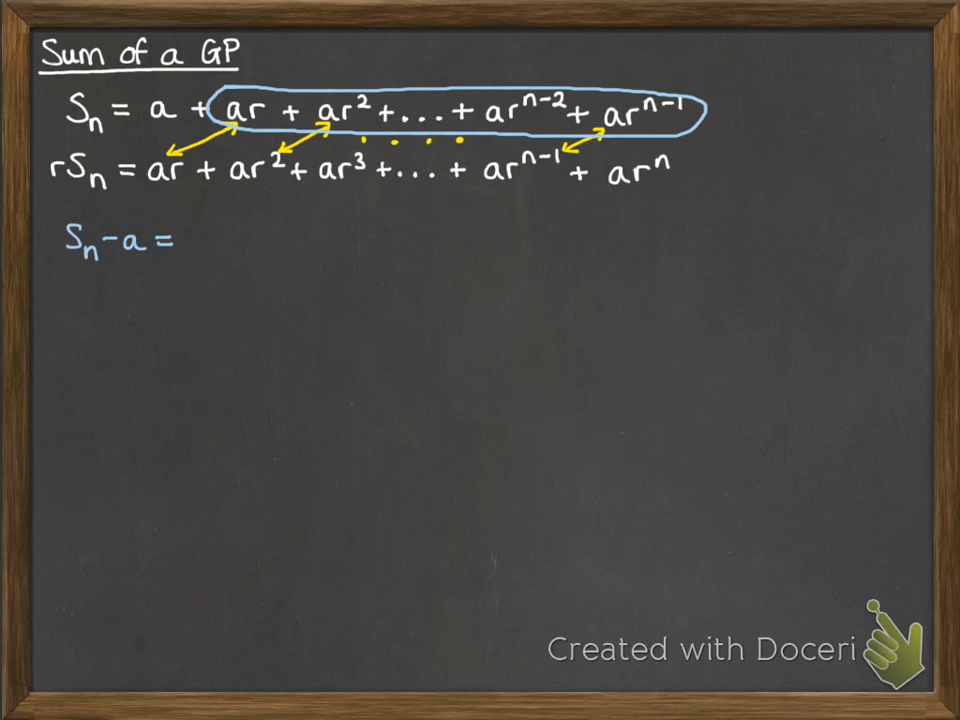 Sum of a GP
Sₙ = a + ar + ar² + ... + arⁿ⁻² + arⁿ⁻¹
rSₙ = ar + ar² + ar³ + ... + arⁿ⁻¹ + arⁿ
Sₙ - a =
Created with Doceri